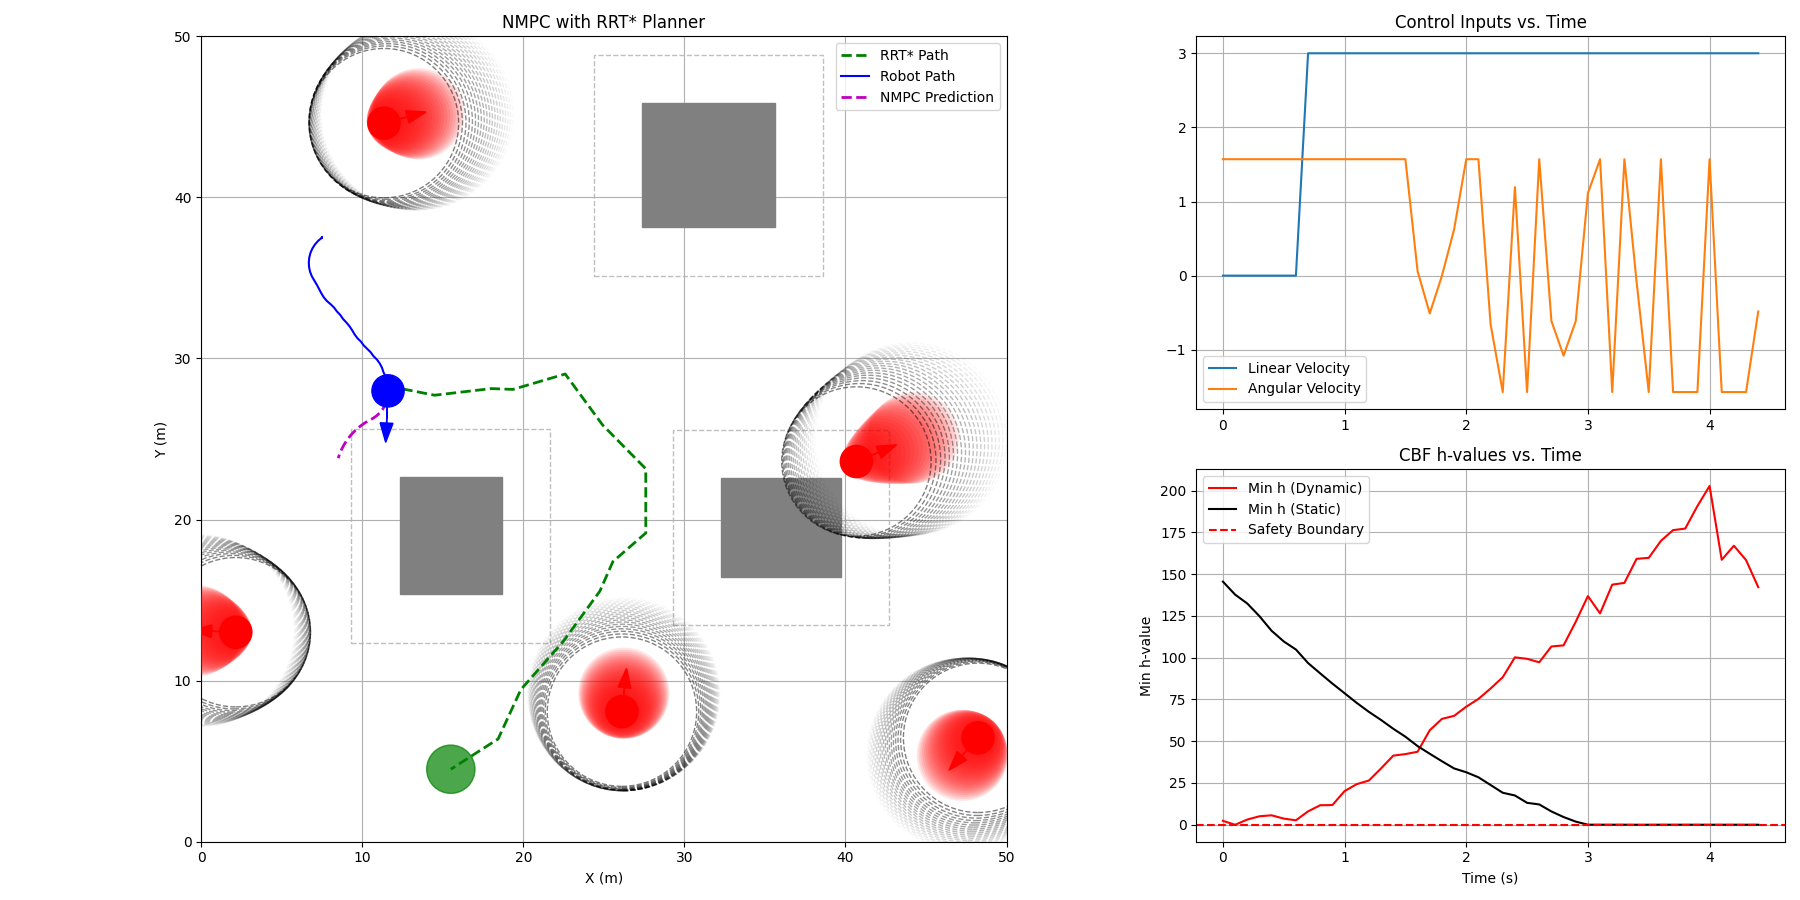 NMPC with RRT* Planner
50
40
30
20
10
0
Y (m)
0 10 20 30 40 50
X (m)
RRT* Path
Robot Path
NMPC Prediction
Control Inputs vs. Time
3
2
1
0
−1
0 1 2 3 4
Linear Velocity
Angular Velocity
CBF h-values vs. Time
200
175
150
125
100
75
50
25
0
Min h-value
0 1 2 3 4
Time (s)
Min h (Dynamic)
Min h (Static)
Safety Boundary